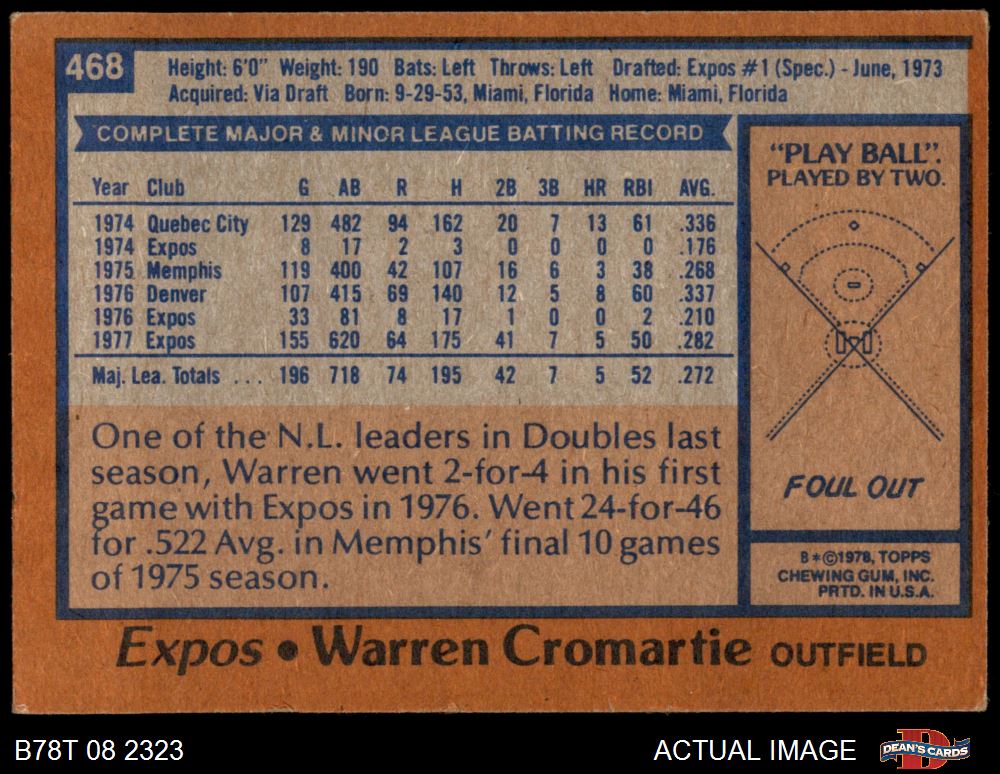 468
Height: 6'0" Weight: 190 Bats: Left Throws: Left Drafted: Expos #1 (Spec.) - June, 1973
Acquired: Via Draft Born: 9-29-53, Miami, Florida Home: Miami, Florida
COMPLETE MAJOR & MINOR LEAGUE BATTING RECORD
Year Club G AB R H 2B 3B HR RBI AVG.
1974 Quebec City 129 482 94 162 20 7 13 61 .336
1974 Expos 8 17 2 3 0 0 0 0 .176
1975 Memphis 119 400 42 107 16 6 3 38 .268
1976 Denver 107 415 69 140 12 5 8 60 .337
1976 Expos 33 81 8 17 1 0 0 2 .210
1977 Expos 155 620 64 175 41 7 5 50 .282
Maj. Lea. Totals ... 196 718 74 195 42 7 5 52 .272
One of the N.L. leaders in Doubles last
season, Warren went 2-for-4 in his first
game with Expos in 1976. Went 24-for-46
for .522 Avg. in Memphis' final 10 games
of 1975 season.
"PLAY BALL".
PLAYED BY TWO.
FOUL OUT
B*©1978, TOPPS
CHEWING GUM, INC.
PRTD. IN U.S.A.
Expos • Warren Cromartie OUTFIELD
B78T 08 2323
ACTUAL IMAGE
DEAN'S CARDS